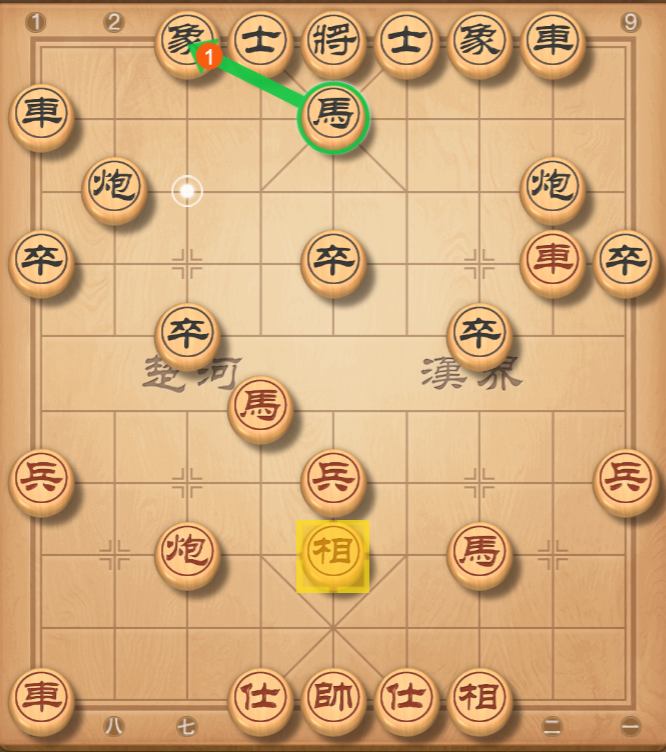 1 2 9
象 士 將 士 象 車
1
車 馬
炮 炮
卒 卒 車 卒
卒 卒
楚河 漢界
馬
兵 兵 兵
炮 相 馬
車 仕 帥 仕 相
八 七 二 一